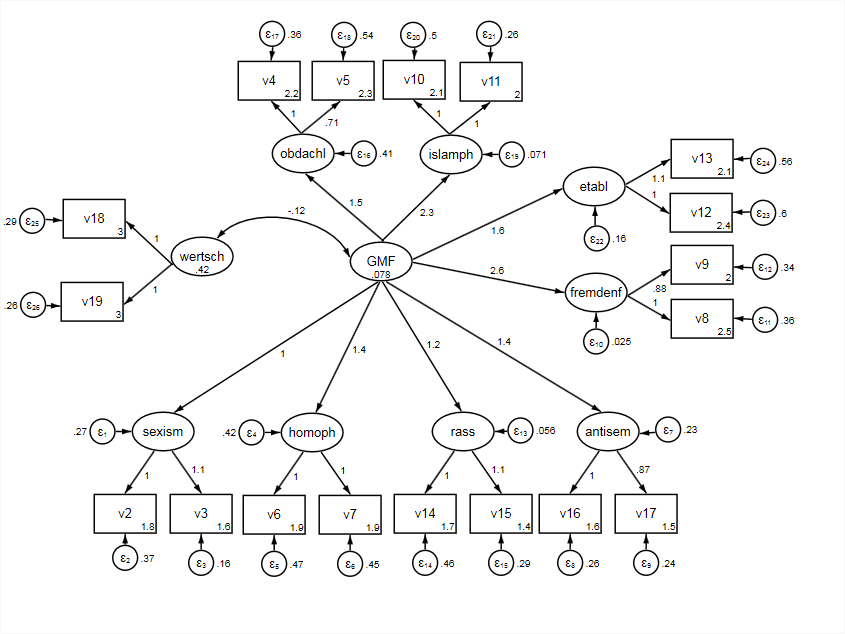 ε17 .36 ε18 .54 ε20 .5 ε21 .26
v4 2.2 v5 2.3 v10 2.1 v11 2
1 .71 1 1
obdachl ε16 .41 islamph ε19 .071
v13 2.1 ε24 .56
1.1
etabl 1
v12 2.4 ε23 .6
ε22 .16
1.5 2.3 1.6
-.12
.29 ε25 v18 3
1
wertsch .42
GMF .078
1
.26 ε26 v19 3
2.6
v9 2 ε12 .34
.88
fremdenf 1
v8 2.5 ε11 .36
ε10 .025
1 1.4 1.2 1.4
.27 ε1 sexism .42 ε4 homoph rass ε13 .056 antisem ε7 .23
1 1.1 1 1 1 1.1 1 .87
v2 1.8 v3 1.6 v6 1.9 v7 1.9 v14 1.7 v15 1.4 v16 1.6 v17 1.5
ε2 .37 ε3 .16 ε5 .47 ε6 .45 ε14 .46 ε15 .29 ε8 .26 ε9 .24